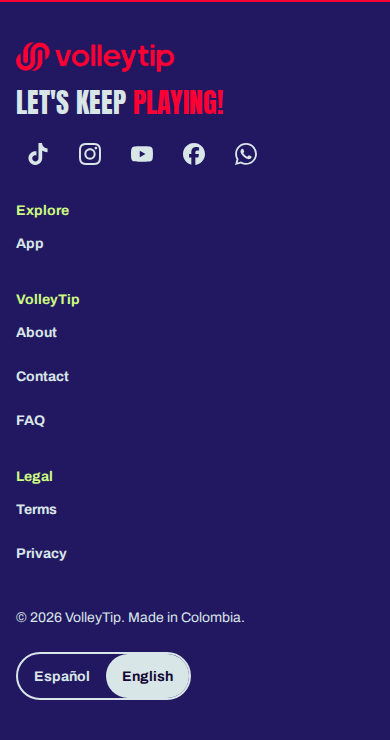 volleytip
LET'S KEEP PLAYING!
Explore
App
VolleyTip
About
Contact
FAQ
Legal
Terms
Privacy
© 2026 VolleyTip. Made in Colombia.
Español English